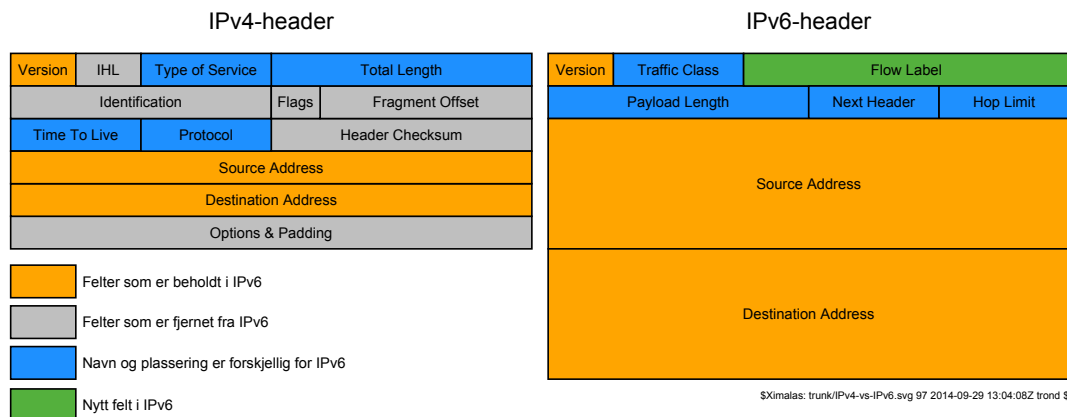 IPv4-header
Version IHL Type of Service Total Length
Identification Flags Fragment Offset
Time To Live Protocol Header Checksum
Source Address
Destination Address
Options & Padding
Felter som er beholdt i IPv6
Felter som er fjernet fra IPv6
Navn og plassering er forskjellig for IPv6
Nytt felt i IPv6
IPv6-header
Version Traffic Class Flow Label
Payload Length Next Header Hop Limit
Source Address
Destination Address
$Ximalas: trunk/IPv4-vs-IPv6.svg 97 2014-09-29 13:04:08Z trond $